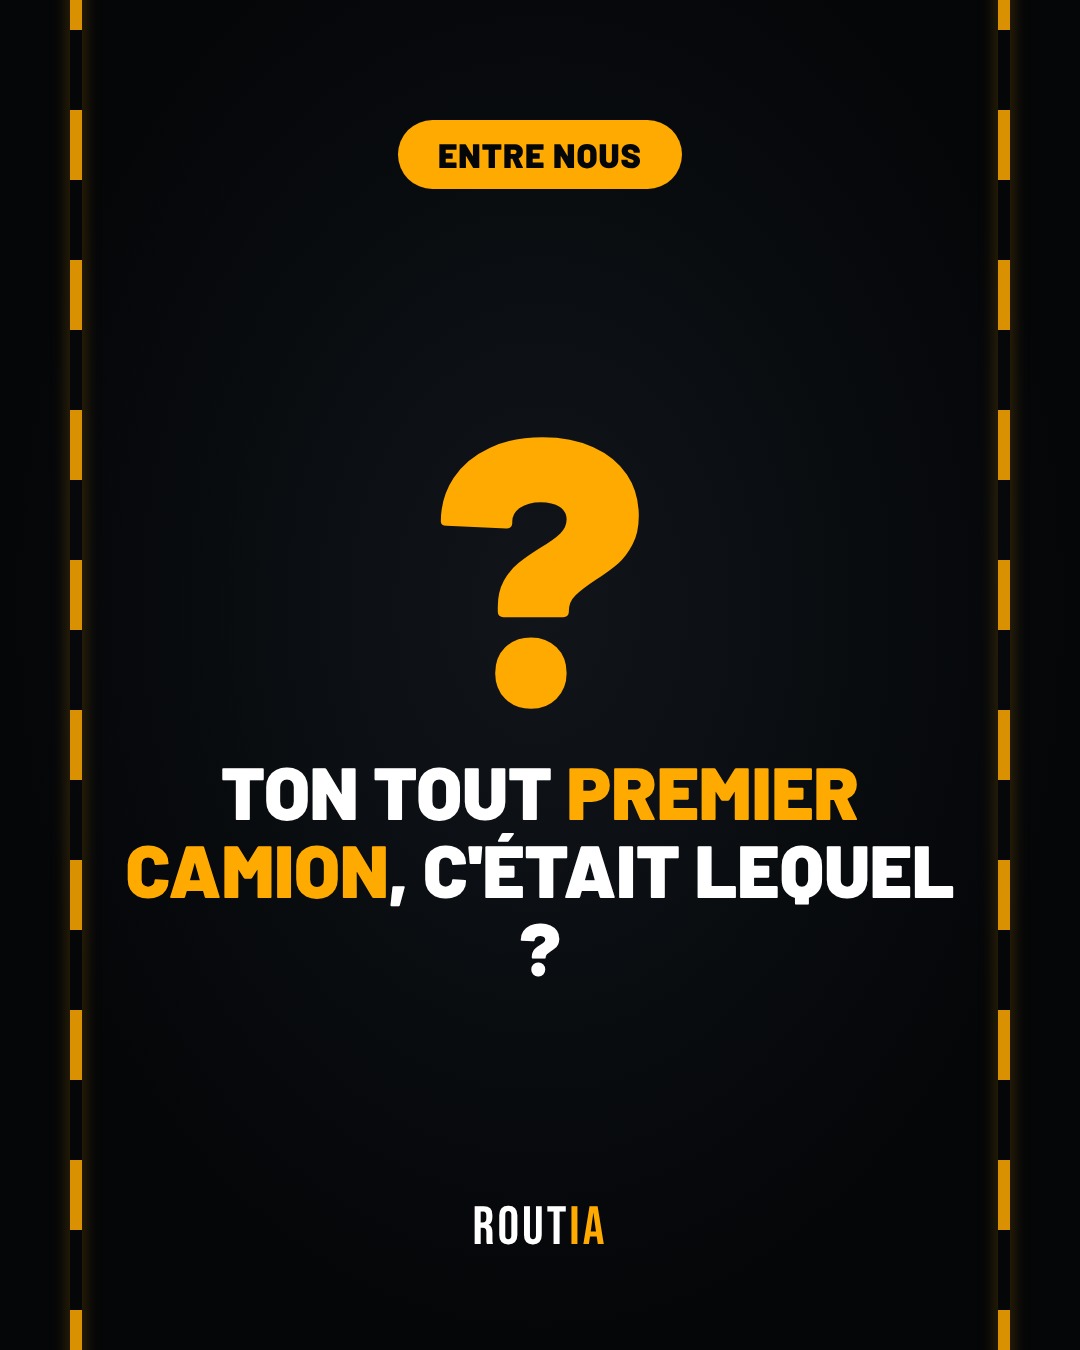 ENTRE NOUS
?
TON TOUT PREMIER
CAMION, C'ÉTAIT LEQUEL
?
ROUTIA